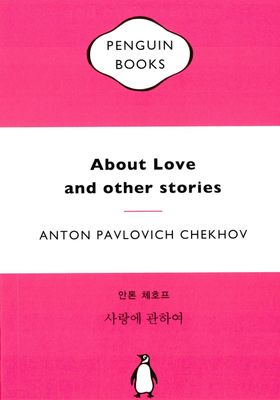 PENGUIN
BOOKS
About Love
and other stories
ANTON PAVLOVICH CHEKHOV
안톤 체호프
사랑에 관하여